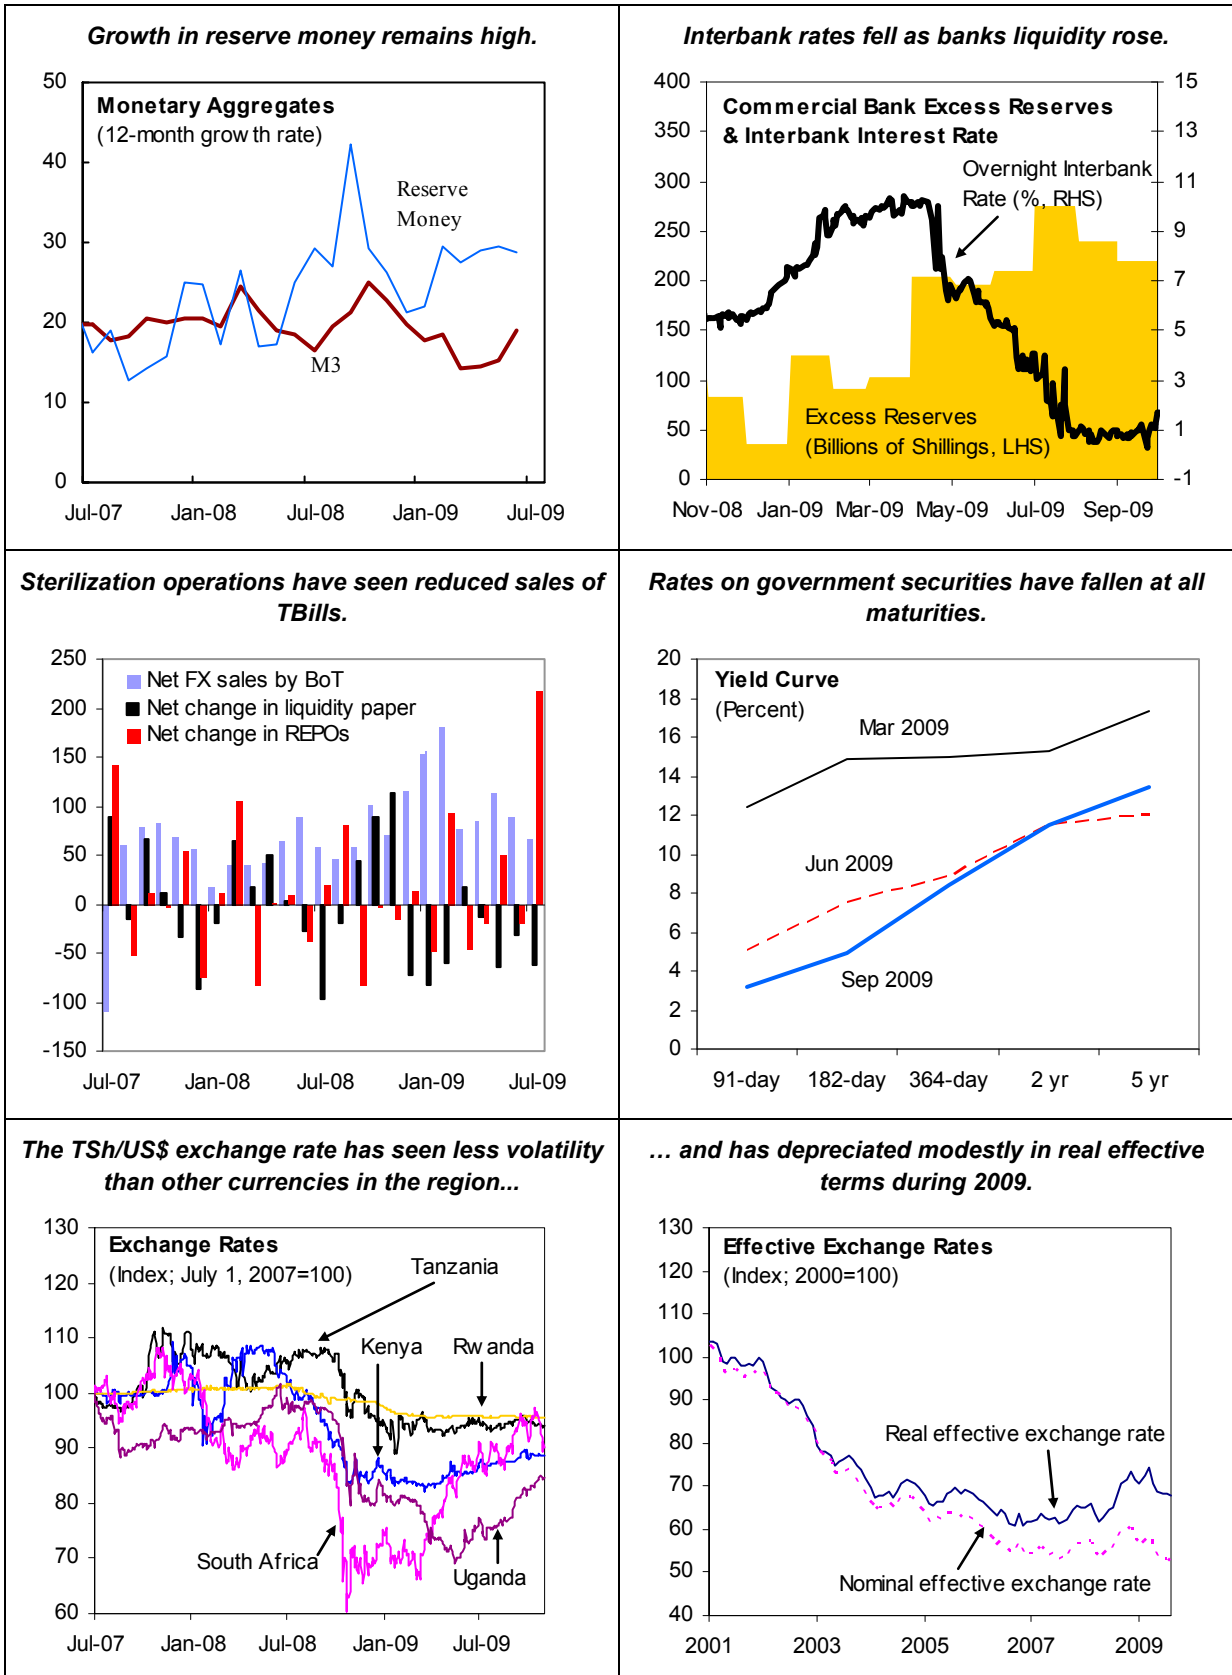 Growth in reserve money remains high.
50
40
30
20
10
0
Monetary Aggregates
(12-month growth rate)
Reserve
Money
M3
Jul-07
Jan-08
Jul-08
Jan-09
Jul-09
Interbank rates fell as banks liquidity rose.
400
350
300
250
200
150
100
50
0
Commercial Bank Excess Reserves
& Interbank Interest Rate
Overnight Interbank
Rate (%, RHS)
Excess Reserves
(Billions of Shillings, LHS)
15
13
12
10
9
7
5
3
1
-1
Nov-08
Jan-09
Mar-09
May-09
Jul-09
Sep-09
Sterilization operations have seen reduced sales of
TBills.
250
200
150
100
50
0
-50
-100
-150
Net FX sales by BoT
Net change in liquidity paper
Net change in REPOs
Jul-07
Jan-08
Jul-08
Jan-09
Jul-09
Rates on government securities have fallen at all
maturities.
20
18
16
14
12
10
8
6
4
2
0
Yield Curve
(Percent)
Mar 2009
Jun 2009
Sep 2009
91-day
182-day
364-day
2 yr
5 yr
The TSh/US$ exchange rate has seen less volatility
than other currencies in the region...
130
120
110
100
90
80
70
60
Exchange Rates
(Index; July 1, 2007=100)
Tanzania
Kenya
Rwanda
South Africa
Uganda
Jul-07
Jan-08
Jul-08
Jan-09
Jul-09
… and has depreciated modestly in real effective
terms during 2009.
130
120
110
100
90
80
70
60
50
40
Effective Exchange Rates
(Index; 2000=100)
Real effective exchange rate
Nominal effective exchange rate
2001
2003
2005
2007
2009